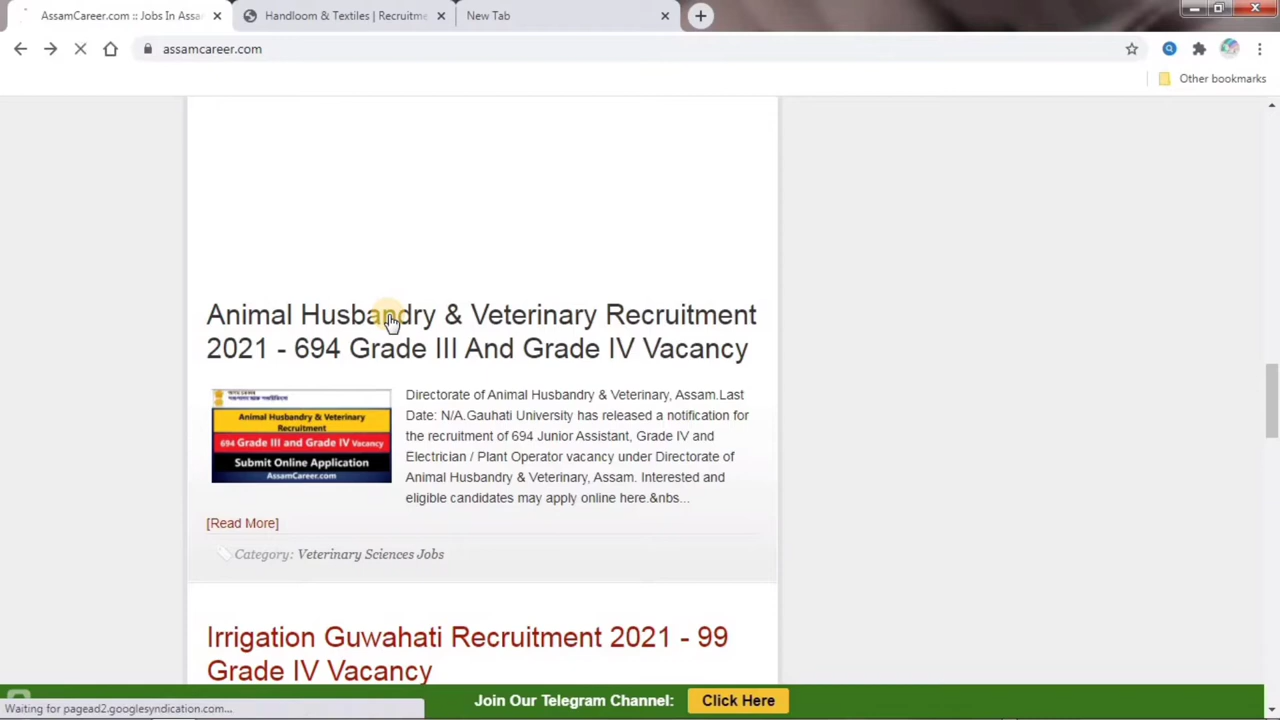 AssamCareer.com :: Jobs In Assa
Handloom & Textiles | Recruitme
New Tab
assamcareer.com
Other bookmarks
Animal Husbandry & Veterinary Recruitment
2021 - 694 Grade III And Grade IV Vacancy
Animal Husbandry & Veterinary
Recruitment
694 Grade III and Grade IV Vacancy
Submit Online Application
AssamCareer.com
Directorate of Animal Husbandry & Veterinary, Assam.Last
Date: N/A.Gauhati University has released a notification for
the recruitment of 694 Junior Assistant, Grade IV and
Electrician / Plant Operator vacancy under Directorate of
Animal Husbandry & Veterinary, Assam. Interested and
eligible candidates may apply online here.&nbs...
[Read More]
Category: Veterinary Sciences Jobs
Irrigation Guwahati Recruitment 2021 - 99
Grade IV Vacancy
Join Our Telegram Channel:
Click Here
Waiting for pagead2.googlesyndication.com...